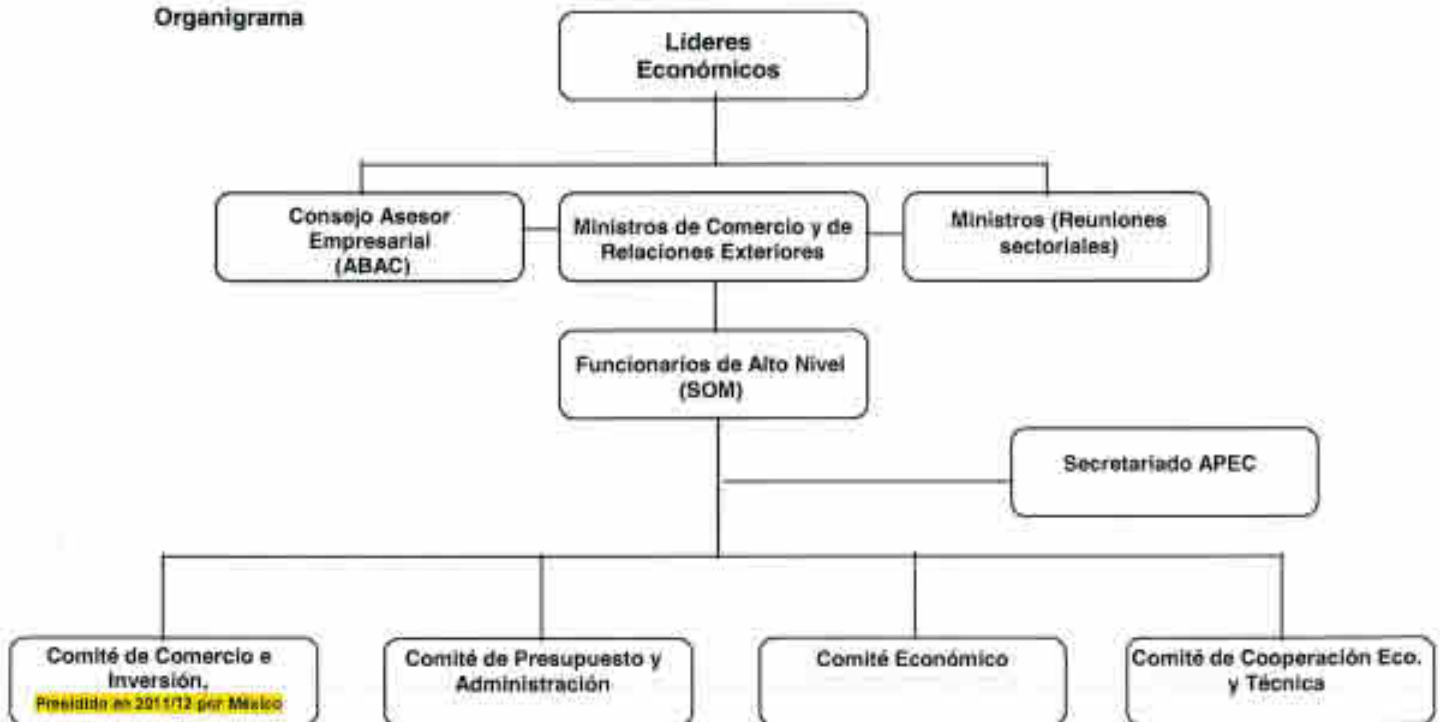 Organigrama
Líderes
Económicos
Consejo Asesor
Empresarial
(ABAC)
Ministros de Comercio y de
Relaciones Exteriores
Ministros (Reuniones
sectoriales)
Funcionarios de Alto Nivel
(SOM)
Secretariado APEC
Comité de Comercio e
Inversión,
Presidido en 2011/12 por México
Comité de Presupuesto y
Administración
Comité Económico
Comité de Cooperación Eco.
y Técnica